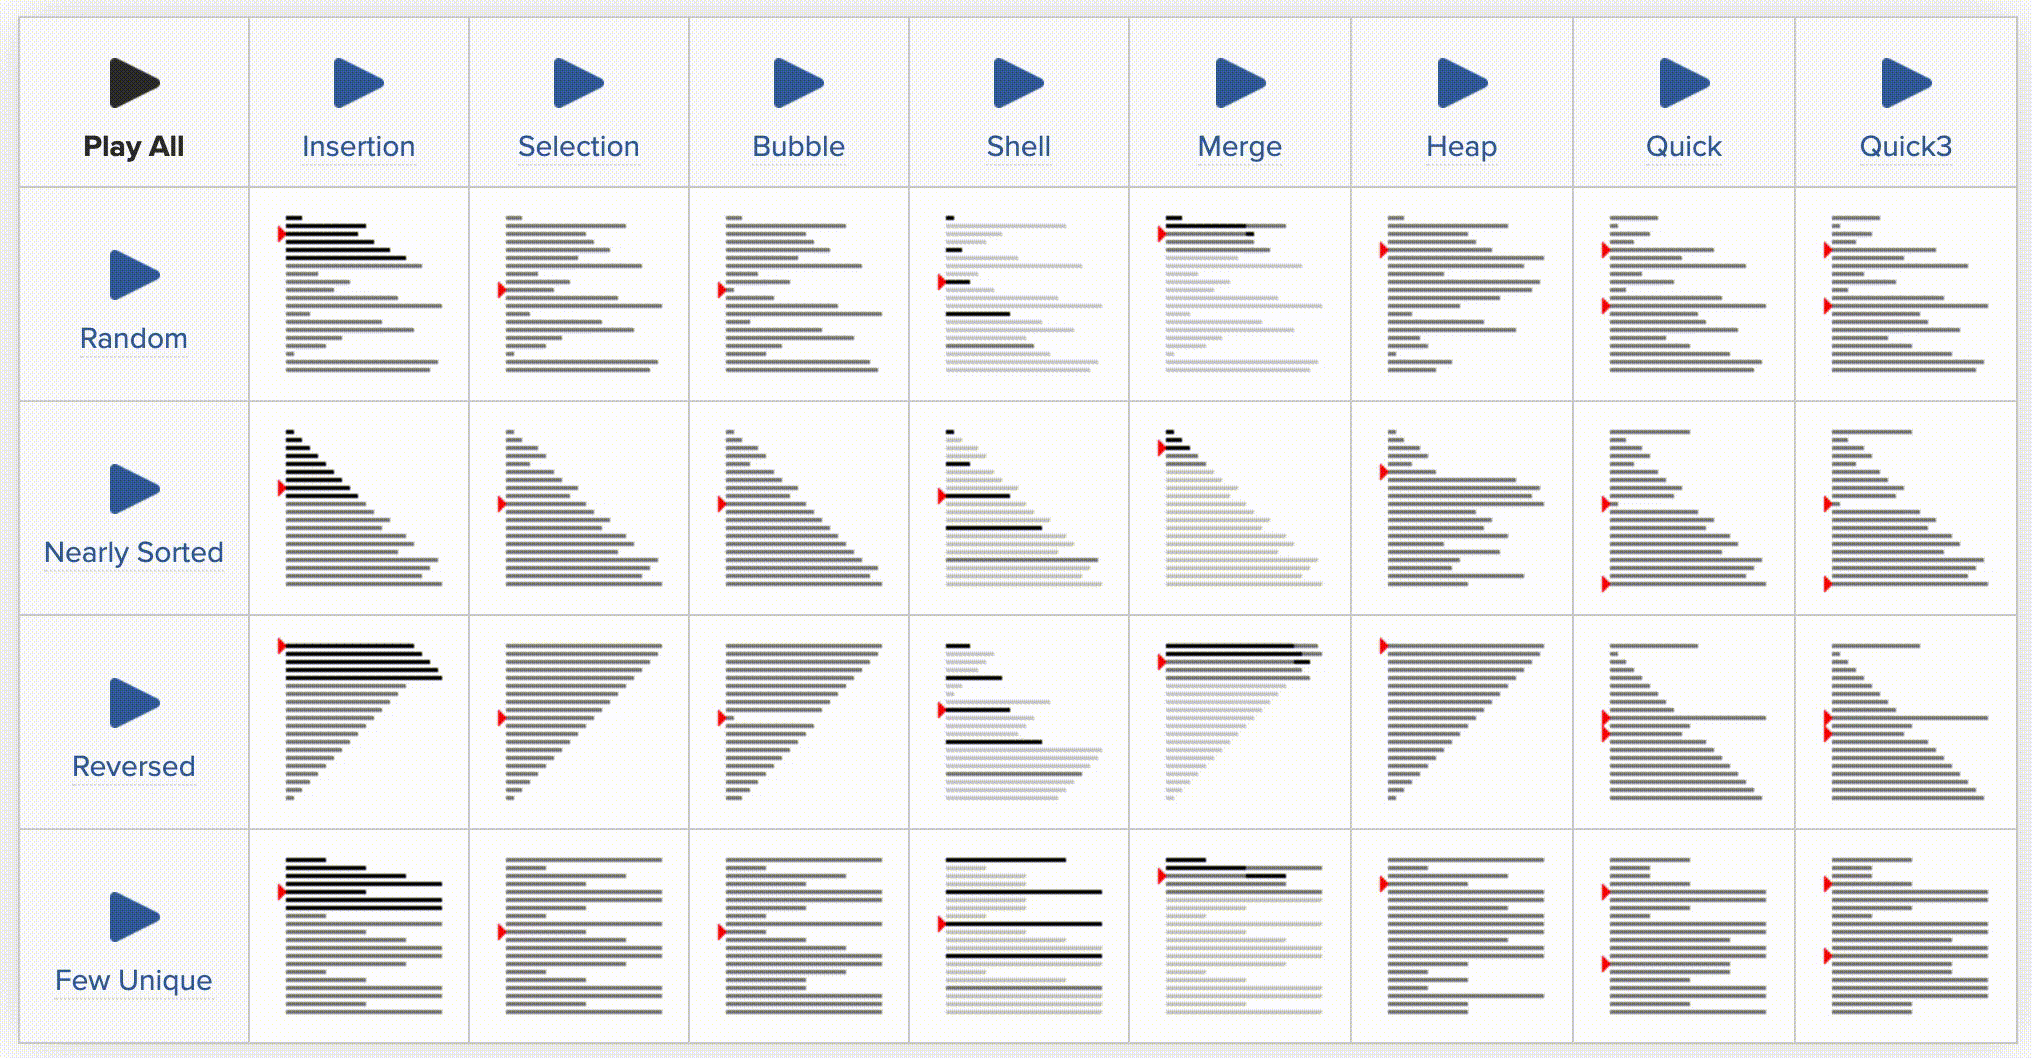 Play All
Insertion
Selection
Bubble
Shell
Merge
Heap
Quick
Quick3
Random
Nearly Sorted
Reversed
Few Unique